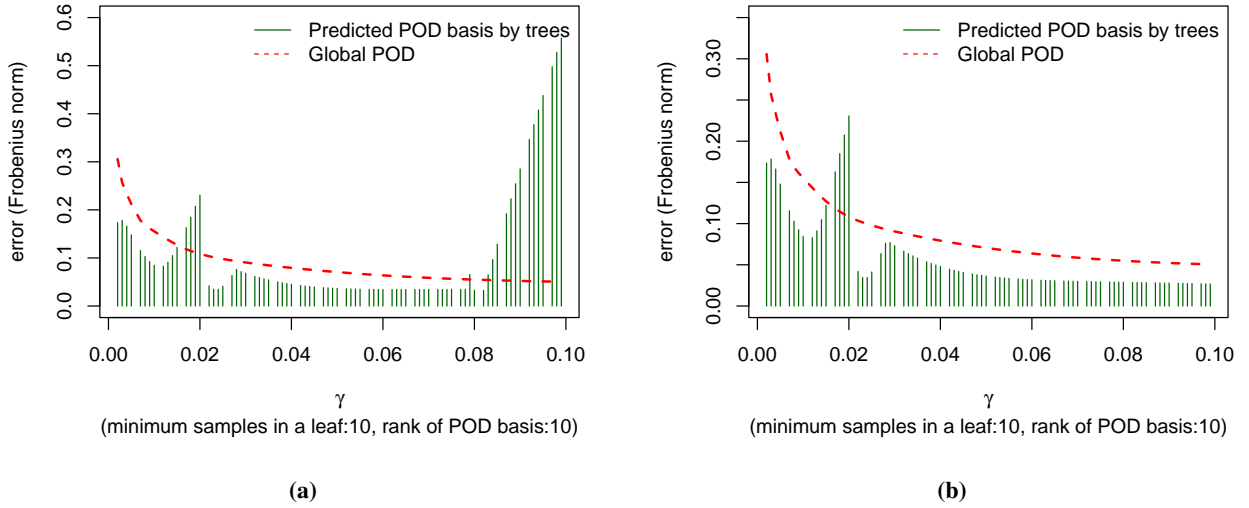 error (Frobenius norm)
0.0
0.1
0.2
0.3
0.4
0.5
0.6
Predicted POD basis by trees
Global POD
0.00
0.02
0.04
0.06
0.08
0.10
γ
(minimum samples in a leaf:10, rank of POD basis:10)
(a)
error (Frobenius norm)
0.00
0.10
0.20
0.30
Predicted POD basis by trees
Global POD
0.00
0.02
0.04
0.06
0.08
0.10
γ
(minimum samples in a leaf:10, rank of POD basis:10)
(b)